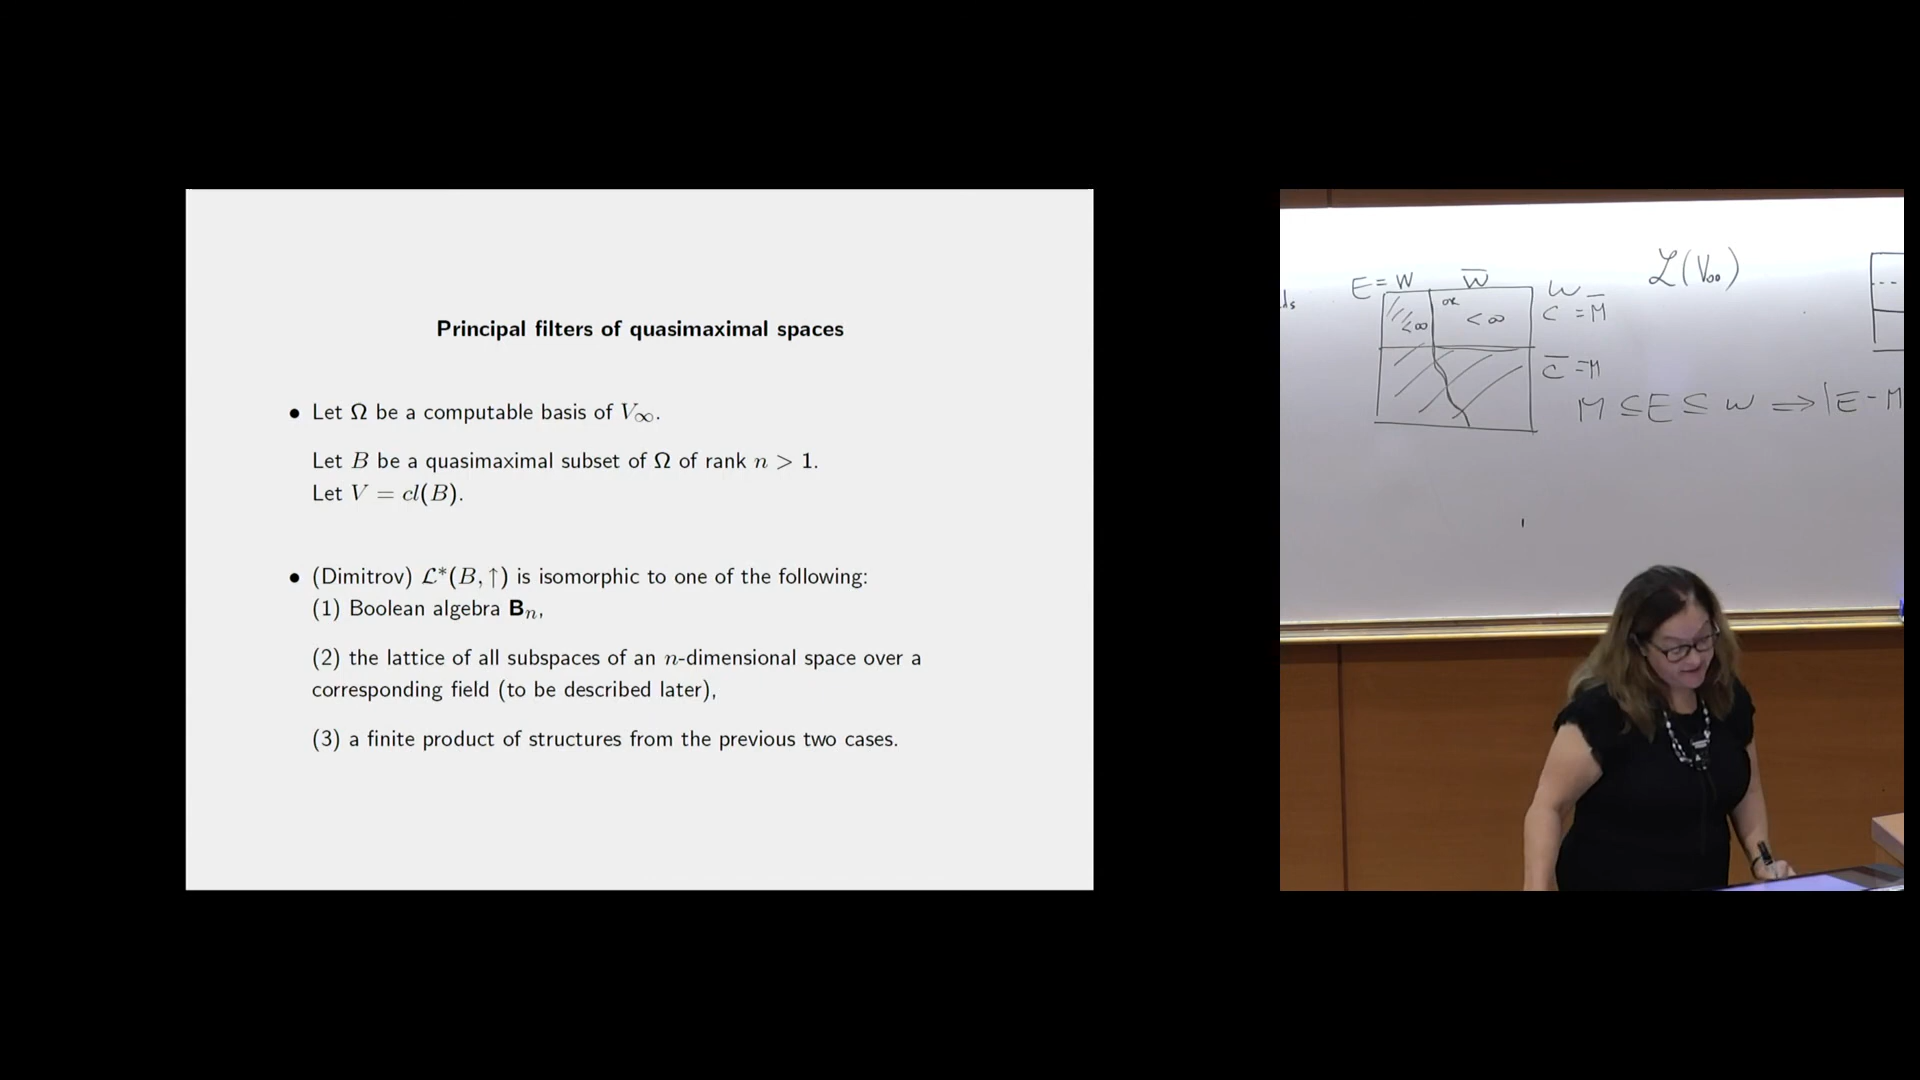 Principal filters of quasimaximal spaces
● Let Ω be a computable basis of V∞.
Let B be a quasimaximal subset of Ω of rank n > 1.
Let V = cl(B).
● (Dimitrov) ℒ*(B, ↑) is isomorphic to one of the following:
(1) Boolean algebra 𝗕ₙ,
(2) the lattice of all subspaces of an n-dimensional space over a
corresponding field (to be described later),
(3) a finite product of structures from the previous two cases.
ℒ(V∞)
E = W W̅ ω
or < ∞ C = M̅
< ∞
C̅ = M
M ⊆ E ⊆ ω ⟹ |E - M